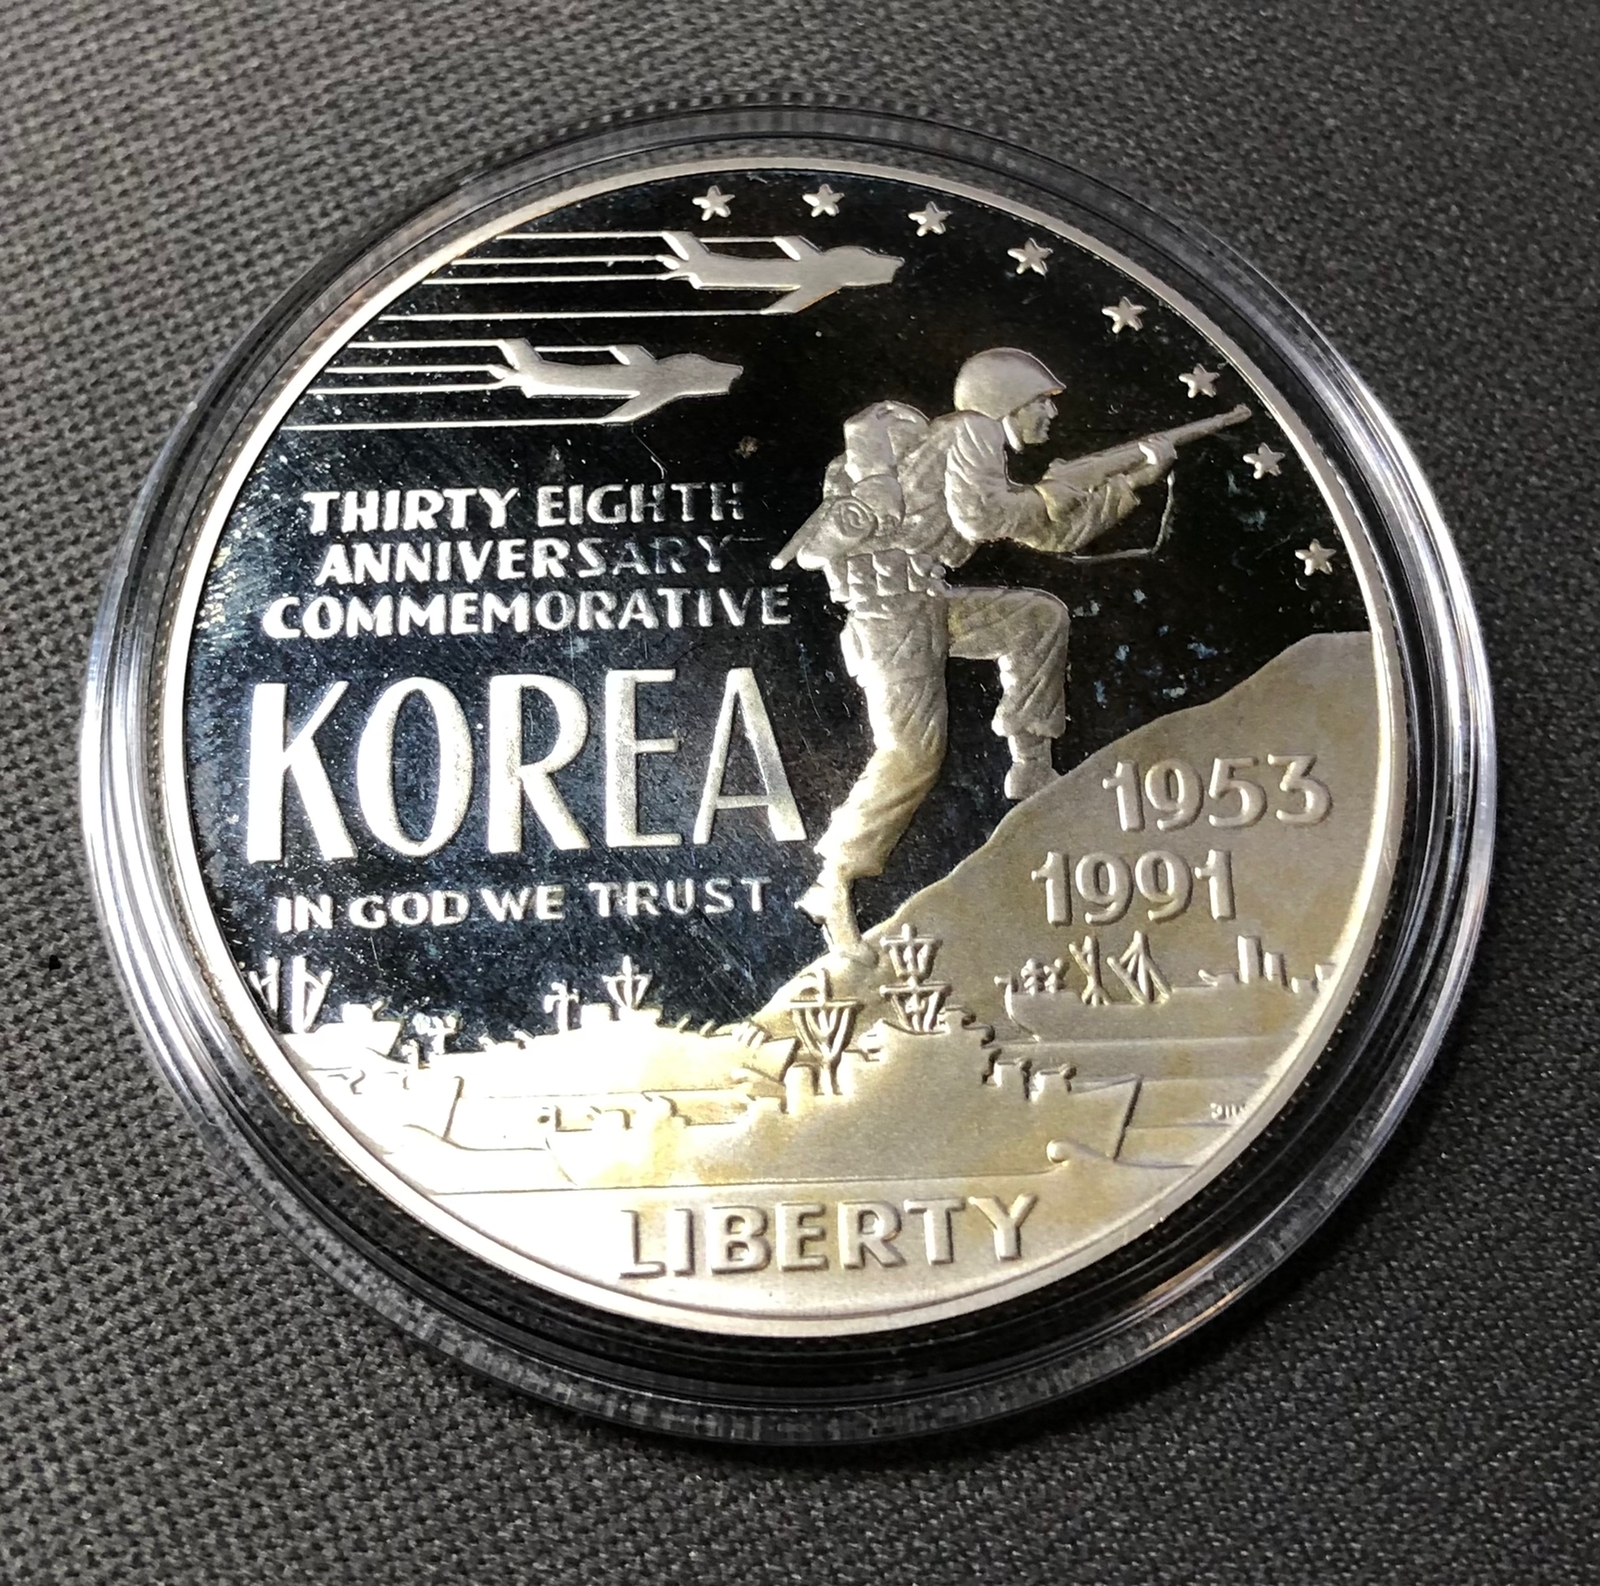 THIRTY EIGHTH
ANNIVERSARY
COMMEMORATIVE
KOREA
IN GOD WE TRUST
1953
1991
LIBERTY